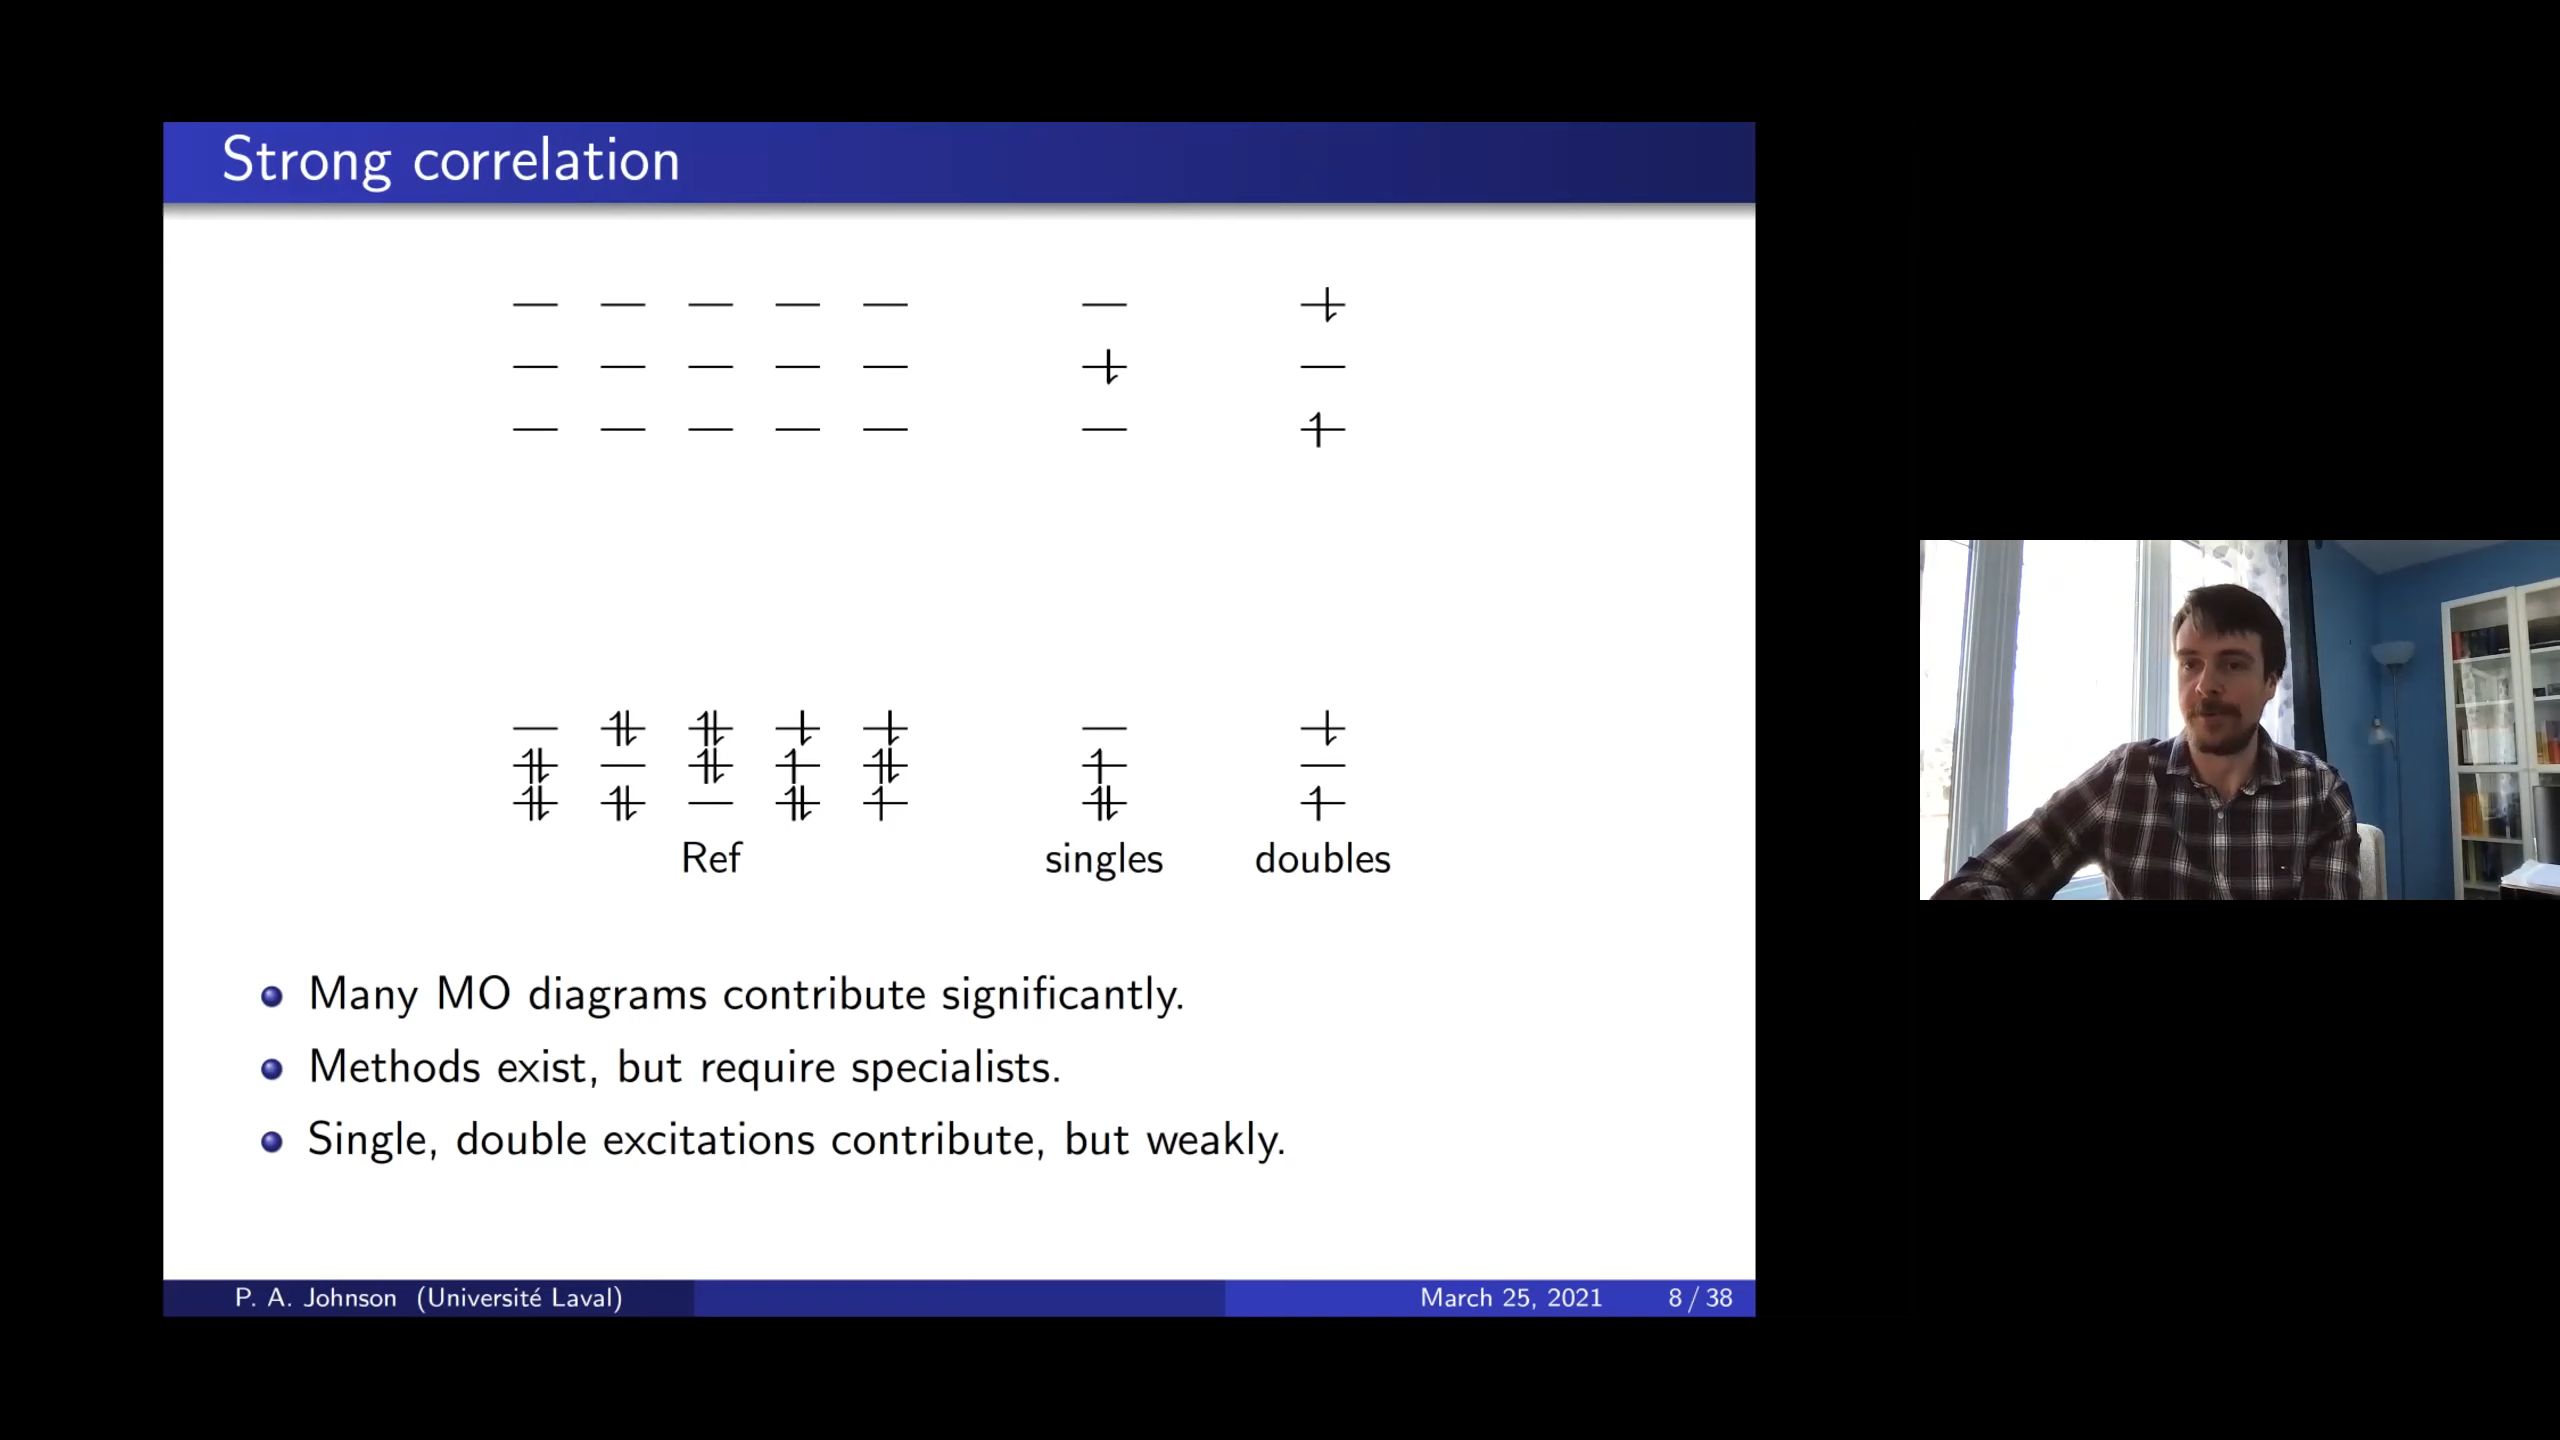 Strong correlation
Ref singles doubles
Many MO diagrams contribute significantly.
Methods exist, but require specialists.
Single, double excitations contribute, but weakly.
P. A. Johnson (Université Laval) March 25, 2021 8 / 38